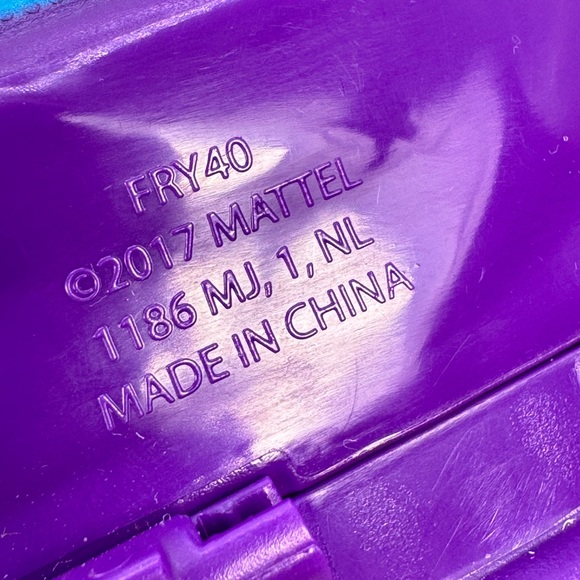 FRY40
©2017 MATTEL
1186 MJ, 1, NL
MADE IN CHINA